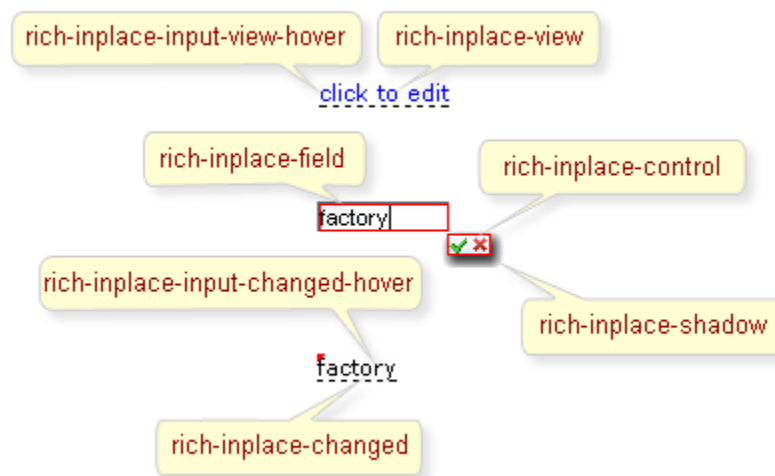 rich-inplace-input-view-hover
rich-inplace-view
click to edit
rich-inplace-field
rich-inplace-control
factory
rich-inplace-input-changed-hover
rich-inplace-shadow
factory
rich-inplace-changed